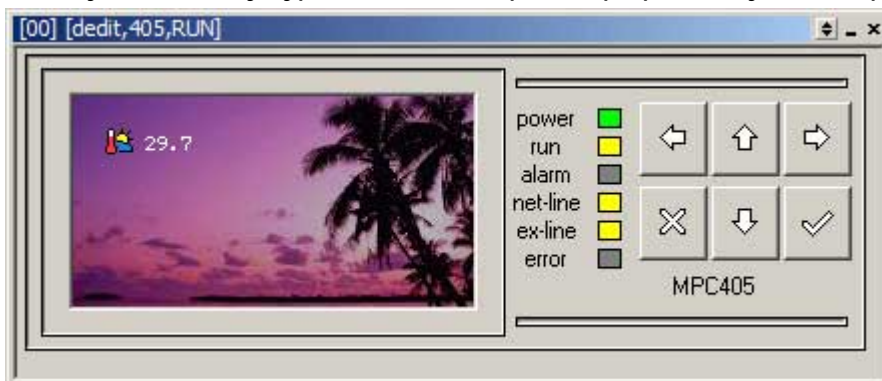 [00] [dedit,405,RUN]
29.7
power
run
alarm
net-line
ex-line
error
MPC405